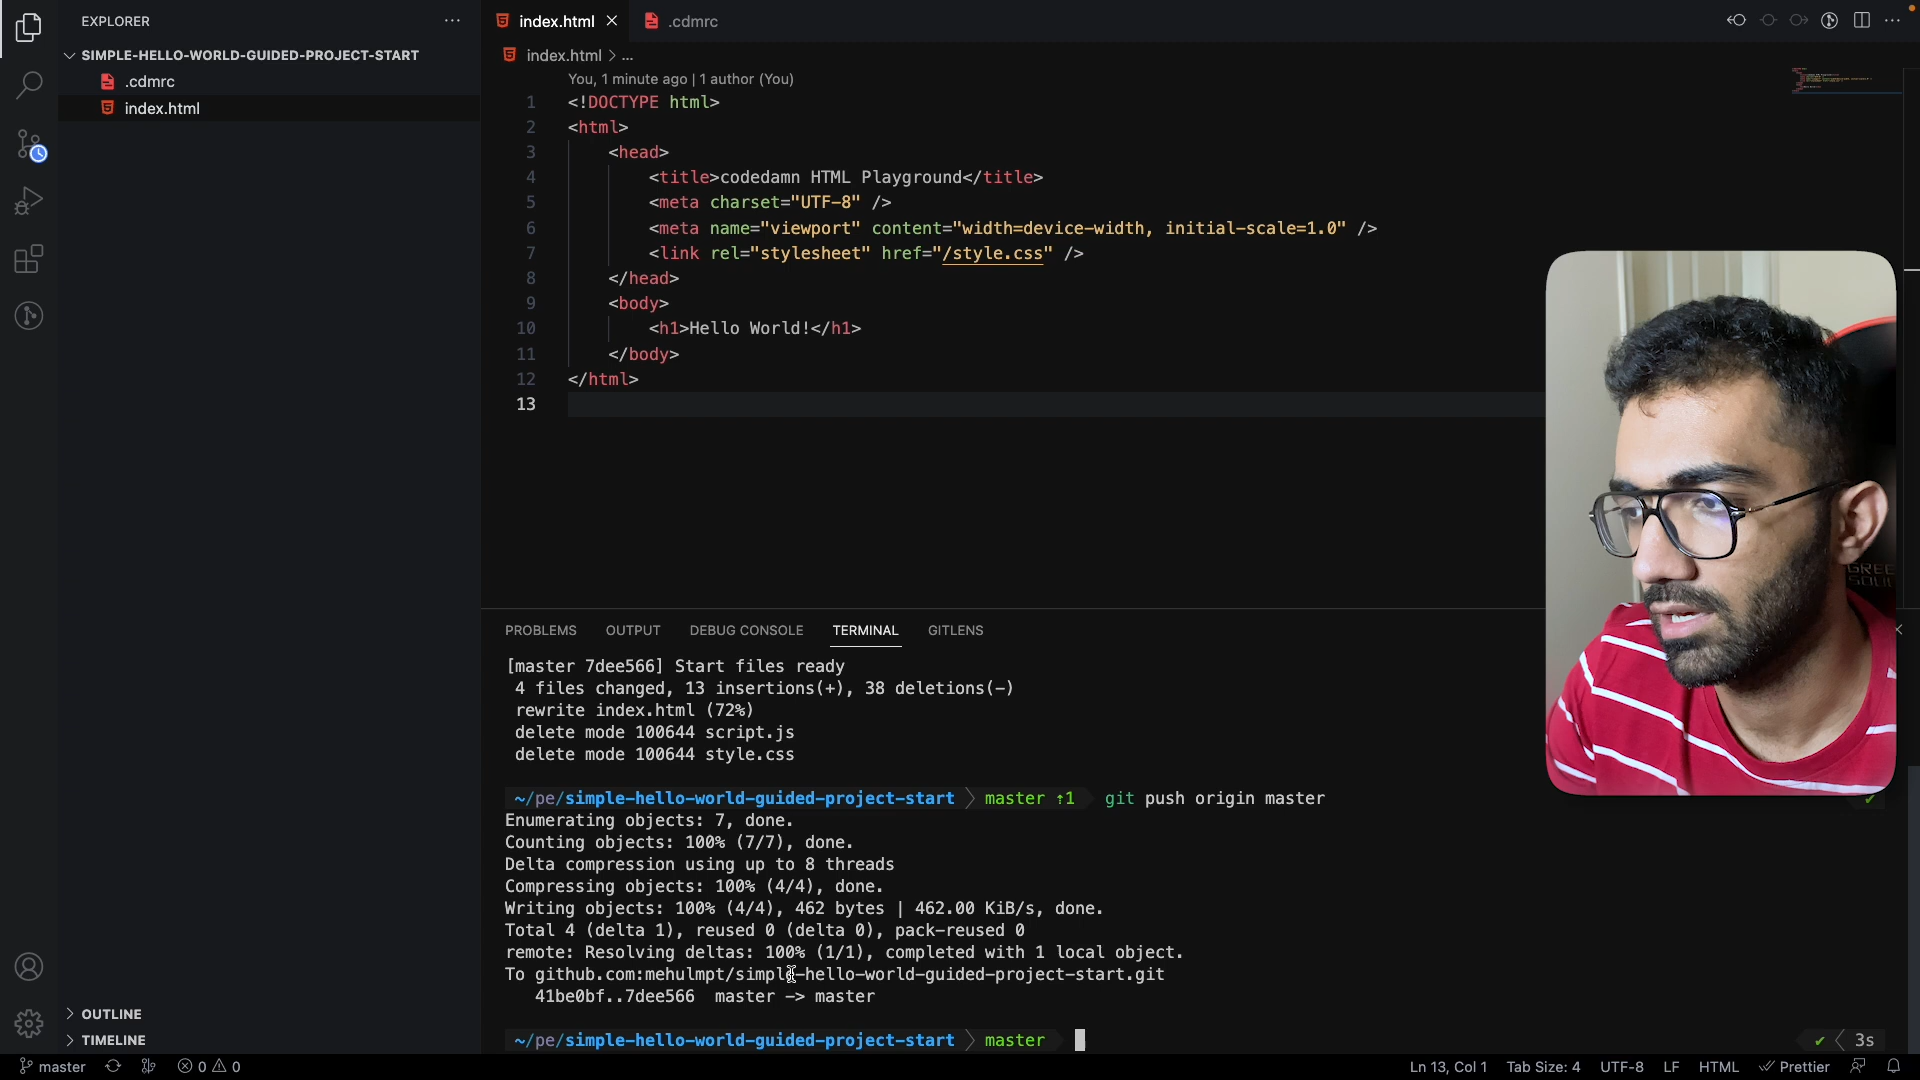 EXPLORER
SIMPLE-HELLO-WORLD-GUIDED-PROJECT-START
.cdmrc
index.html
OUTLINE
TIMELINE
index.html
.cdmrc
index.html > ...
You, 1 minute ago | 1 author (You)
1 <!DOCTYPE html>
2 <html>
3 <head>
4 <title>codedamn HTML Playground</title>
5 <meta charset="UTF-8" />
6 <meta name="viewport" content="width=device-width, initial-scale=1.0" />
7 <link rel="stylesheet" href="/style.css" />
8 </head>
9 <body>
10 <h1>Hello World!</h1>
11 </body>
12 </html>
13
PROBLEMS OUTPUT DEBUG CONSOLE TERMINAL GITLENS
[master 7dee566] Start files ready
4 files changed, 13 insertions(+), 38 deletions(-)
rewrite index.html (72%)
delete mode 100644 script.js
delete mode 100644 style.css
~/pe/simple-hello-world-guided-project-start master ↑1 git push origin master
Enumerating objects: 7, done.
Counting objects: 100% (7/7), done.
Delta compression using up to 8 threads
Compressing objects: 100% (4/4), done.
Writing objects: 100% (4/4), 462 bytes | 462.00 KiB/s, done.
Total 4 (delta 1), reused 0 (delta 0), pack-reused 0
remote: Resolving deltas: 100% (1/1), completed with 1 local object.
To github.com:mehulmpt/simple-hello-world-guided-project-start.git
41be0bf..7dee566 master -> master
~/pe/simple-hello-world-guided-project-start master
✔ 3s
master
0 0
Ln 13, Col 1 Tab Size: 4 UTF-8 LF HTML Prettier